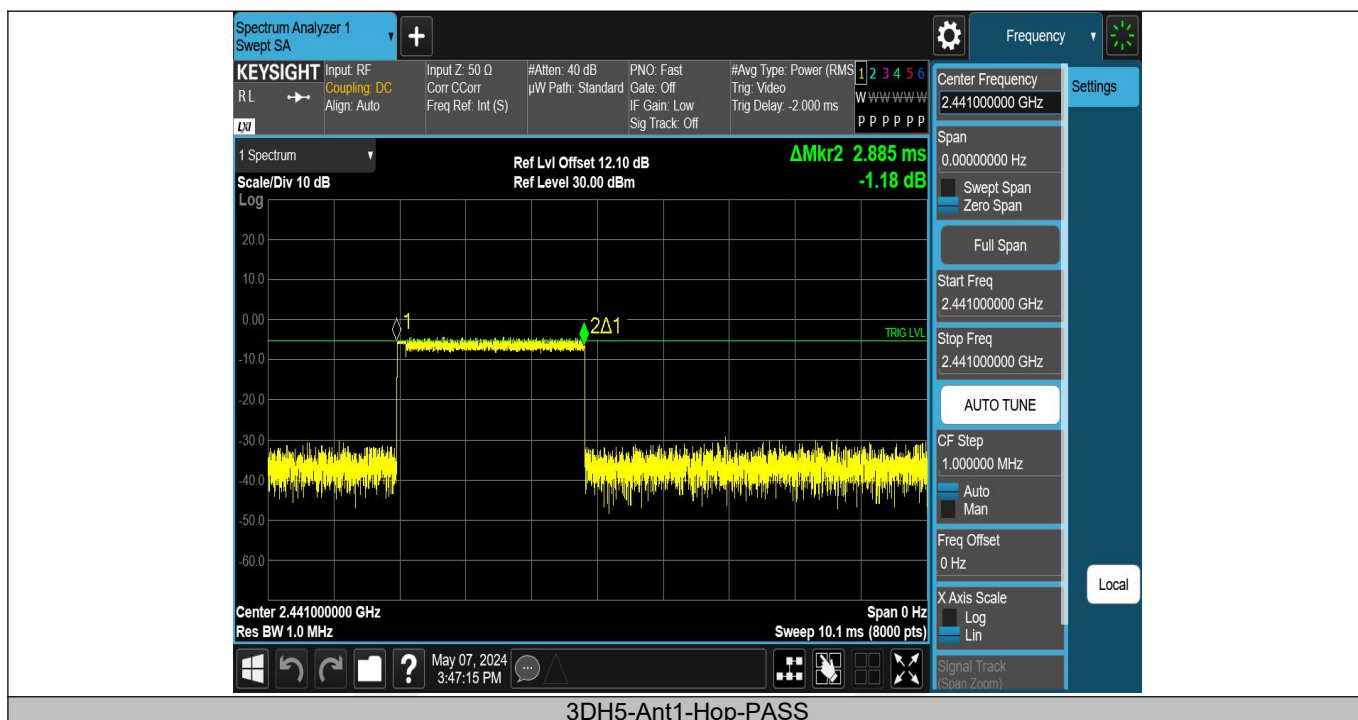 Spectrum Analyzer 1
Swept SA
+
Frequency
KEYSIGHT
R L
LXI
Input: RF
Coupling: DC
Align: Auto
Input Z: 50 Ω
Corr CCorr
Freq Ref: Int (S)
#Atten: 40 dB
µW Path: Standard
PNO: Fast
Gate: Off
IF Gain: Low
Sig Track: Off
#Avg Type: Power (RMS
Trig: Video
Trig Delay: -2.000 ms
1 2 3 4 5 6
W W W W W W
P P P P P P
1 Spectrum
Scale/Div 10 dB
Log
Ref Lvl Offset 12.10 dB
Ref Level 30.00 dBm
ΔMkr2 2.885 ms
-1.18 dB
20.0
10.0
0.00
-10.0
-20.0
-30.0
-40.0
-50.0
-60.0
1
2Δ1
TRIG LVL
Center 2.441000000 GHz
Res BW 1.0 MHz
Span 0 Hz
Sweep 10.1 ms (8000 pts)
Center Frequency
2.441000000 GHz
Settings
Span
0.00000000 Hz
Swept Span
Zero Span
Full Span
Start Freq
2.441000000 GHz
Stop Freq
2.441000000 GHz
AUTO TUNE
CF Step
1.000000 MHz
Auto
Man
Freq Offset
0 Hz
X Axis Scale
Log
Lin
Signal Track
(Span Zoom)
Local
?
May 07, 2024
3:47:15 PM
3DH5-Ant1-Hop-PASS